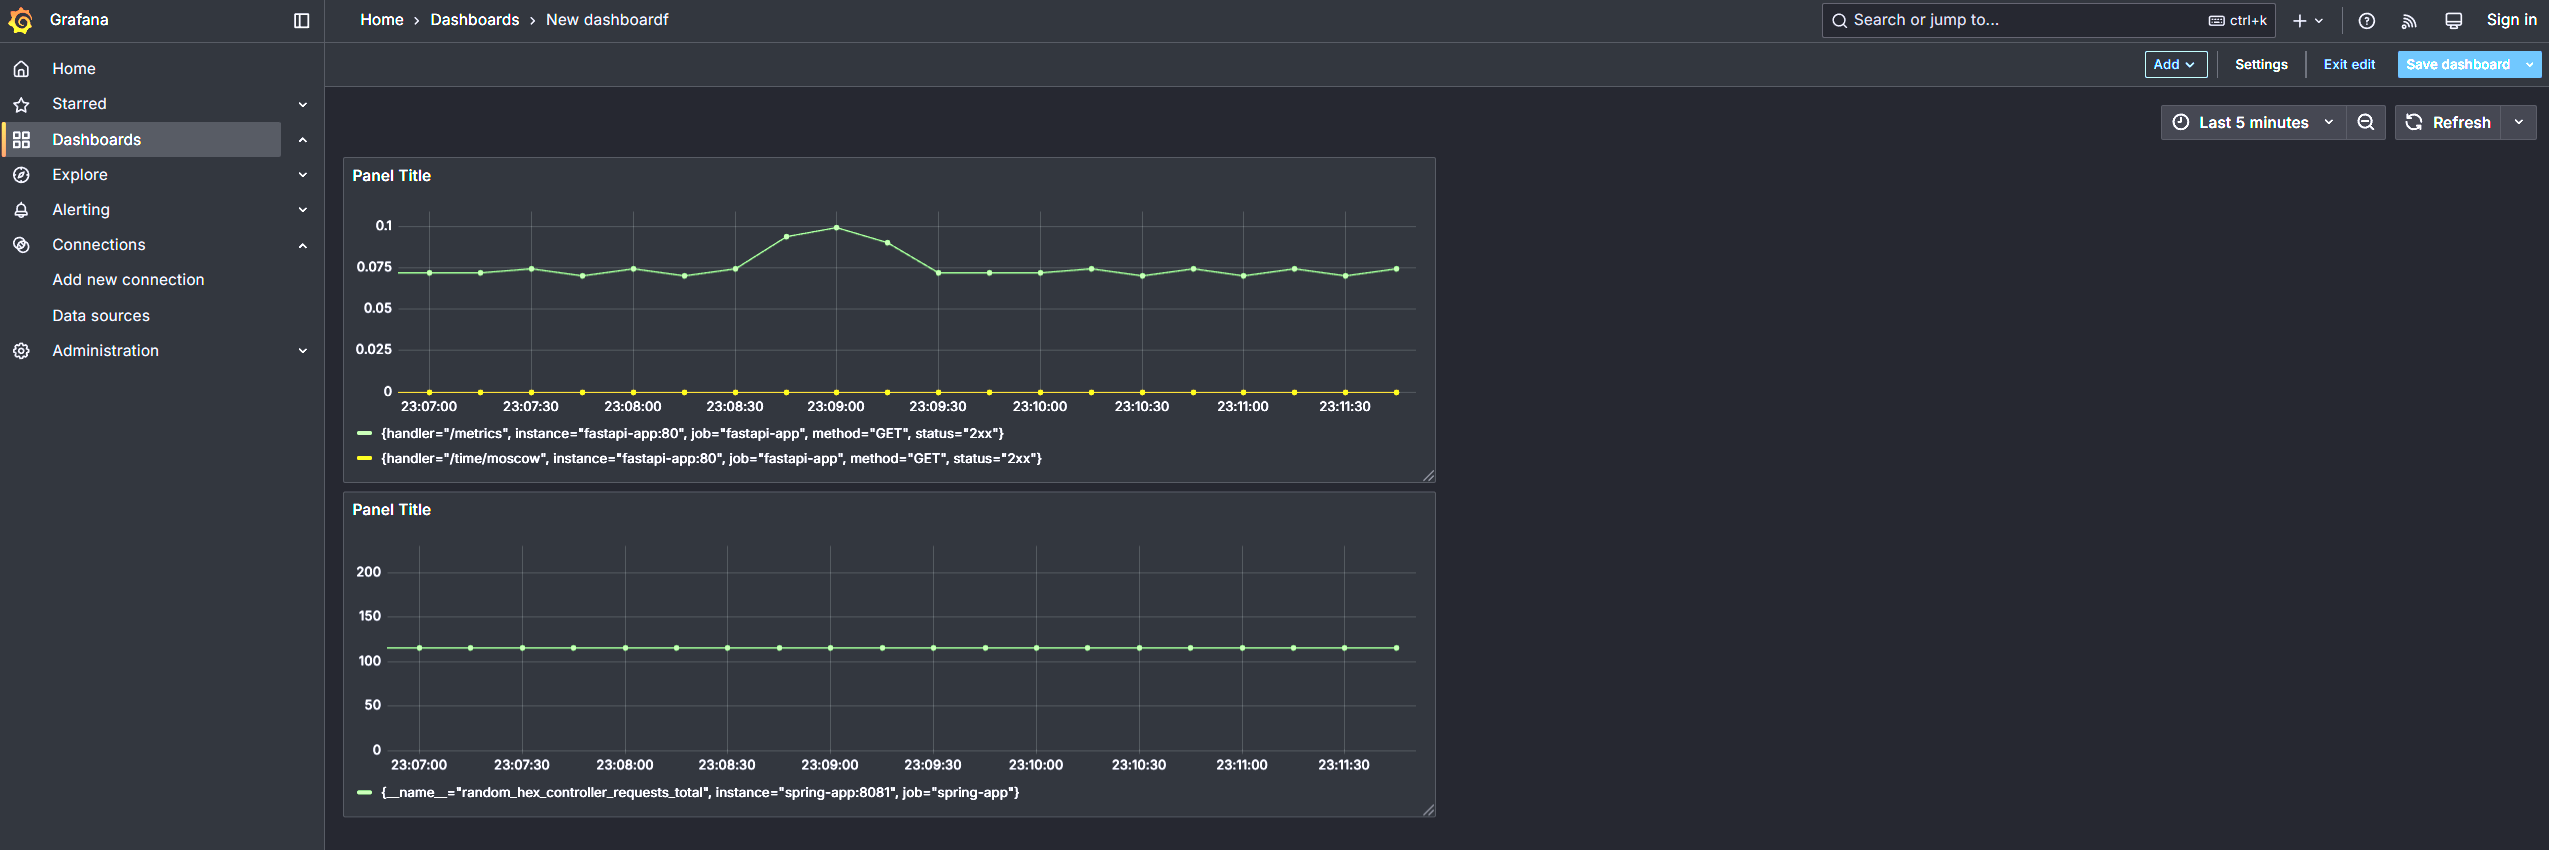 Grafana
Home › Dashboards › New dashboardf
Search or jump to...
ctrl+k
Sign in
Add
Settings
Exit edit
Save dashboard
Home
Starred
Dashboards
Explore
Alerting
Connections
Add new connection
Data sources
Administration
Last 5 minutes
Refresh
Panel Title
0.1
0.075
0.05
0.025
0
23:07:00 23:07:30 23:08:00 23:08:30 23:09:00 23:09:30 23:10:00 23:10:30 23:11:00 23:11:30
{handler="/metrics", instance="fastapi-app:80", job="fastapi-app", method="GET", status="2xx"}
{handler="/time/moscow", instance="fastapi-app:80", job="fastapi-app", method="GET", status="2xx"}
Panel Title
200
150
100
50
0
23:07:00 23:07:30 23:08:00 23:08:30 23:09:00 23:09:30 23:10:00 23:10:30 23:11:00 23:11:30
{__name__="random_hex_controller_requests_total", instance="spring-app:8081", job="spring-app"}